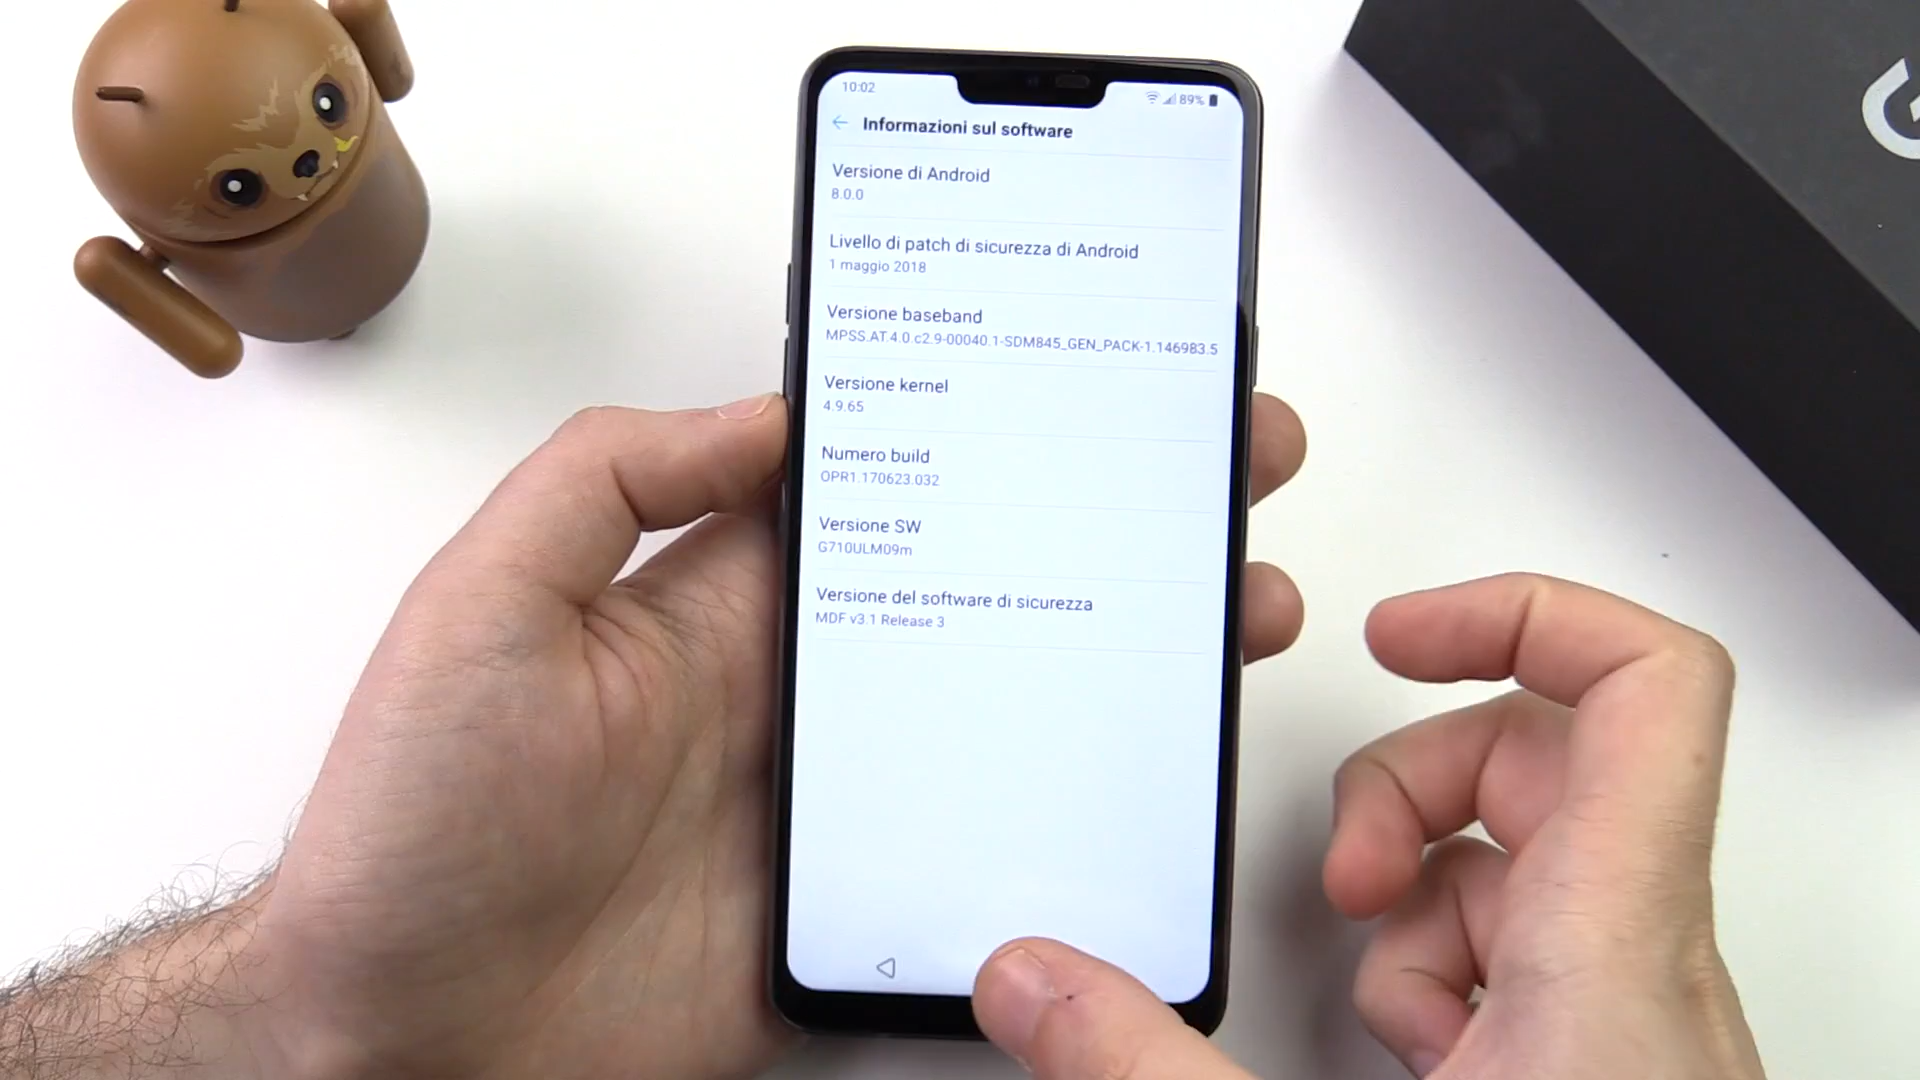 10:02
89%
Informazioni sul software
Versione di Android
8.0.0
Livello di patch di sicurezza di Android
1 maggio 2018
Versione baseband
MPSS.AT.4.0.c2.9-00040.1-SDM845_GEN_PACK-1.146983.5
Versione kernel
4.9.65
Numero build
OPR1.170623.032
Versione SW
G710ULM09m
Versione del software di sicurezza
MDF v3.1 Release 3